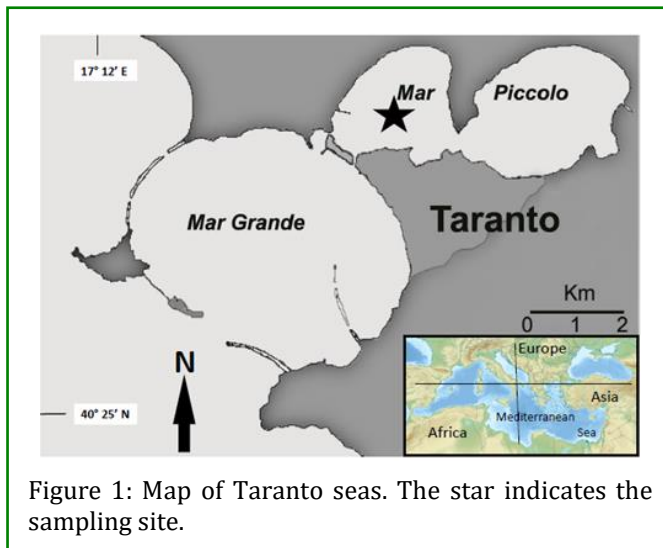 17° 12' E
Mar
Piccolo
Mar Grande
Taranto
Km
0 1 2
N
40° 25' N
Europe
Asia
Mediterranean
Africa
Sea
Figure 1: Map of Taranto seas. The star indicates the
sampling site.